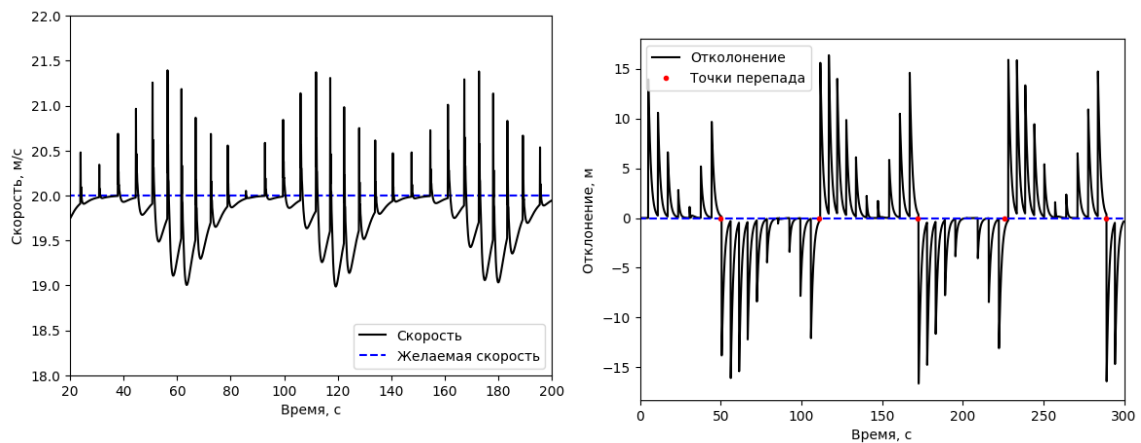 22.0
21.5
21.0
20.5
20.0
19.5
19.0
18.5
18.0
Скорость, м/с
Скорость
Желаемая скорость
20 40 60 80 100 120 140 160 180 200
Время, с
15
10
5
0
−5
−10
−15
Отклонение, м
Отколонение
Точки перепада
0 50 100 150 200 250 300
Время, с